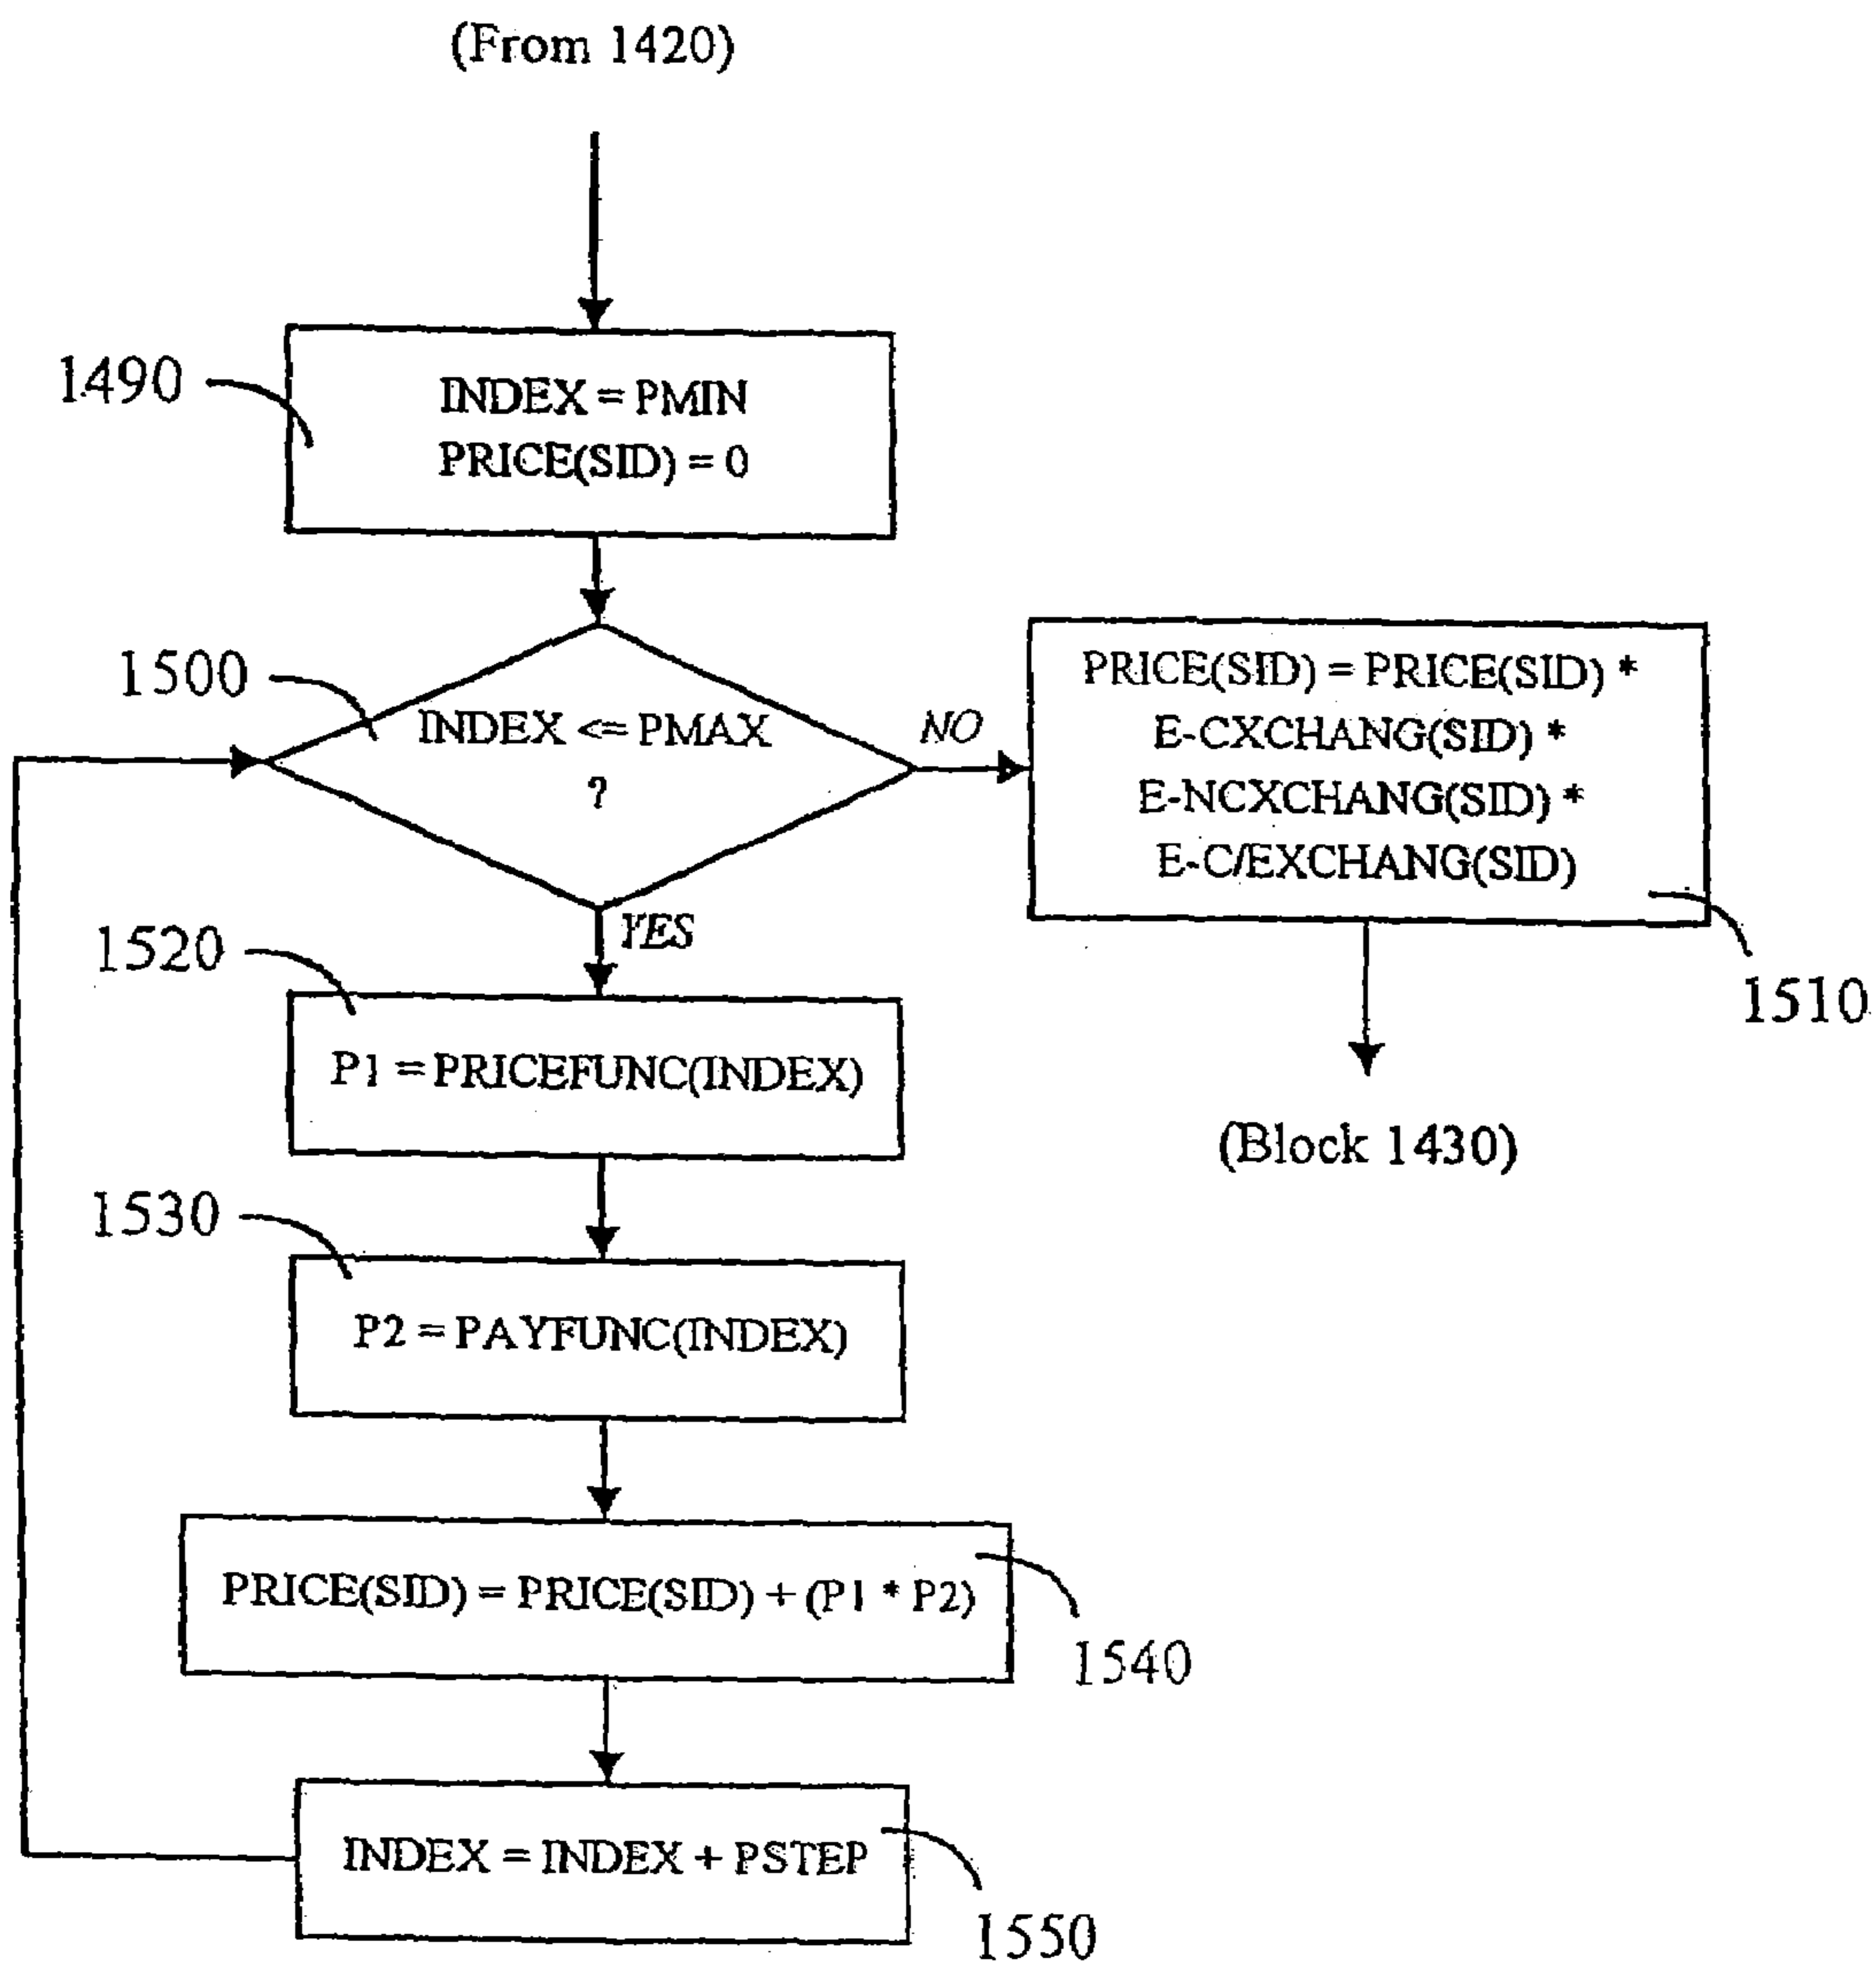 (From 1420)
1490
INDEX = PMIN
PRICE(SID) = 0
1500
INDEX <= PMAX
?
NO
YES
PRICE(SID) = PRICE(SID) *
E-CXCHANG(SID) *
E-NCXCHANG(SID) *
E-C/EXCHANG(SID)
1510
(Block 1430)
1520
P1 = PRICEFUNC(INDEX)
1530
P2 = PAYFUNC(INDEX)
PRICE(SID) = PRICE(SID) + (P1 * P2)
1540
INDEX = INDEX + PSTEP
1550